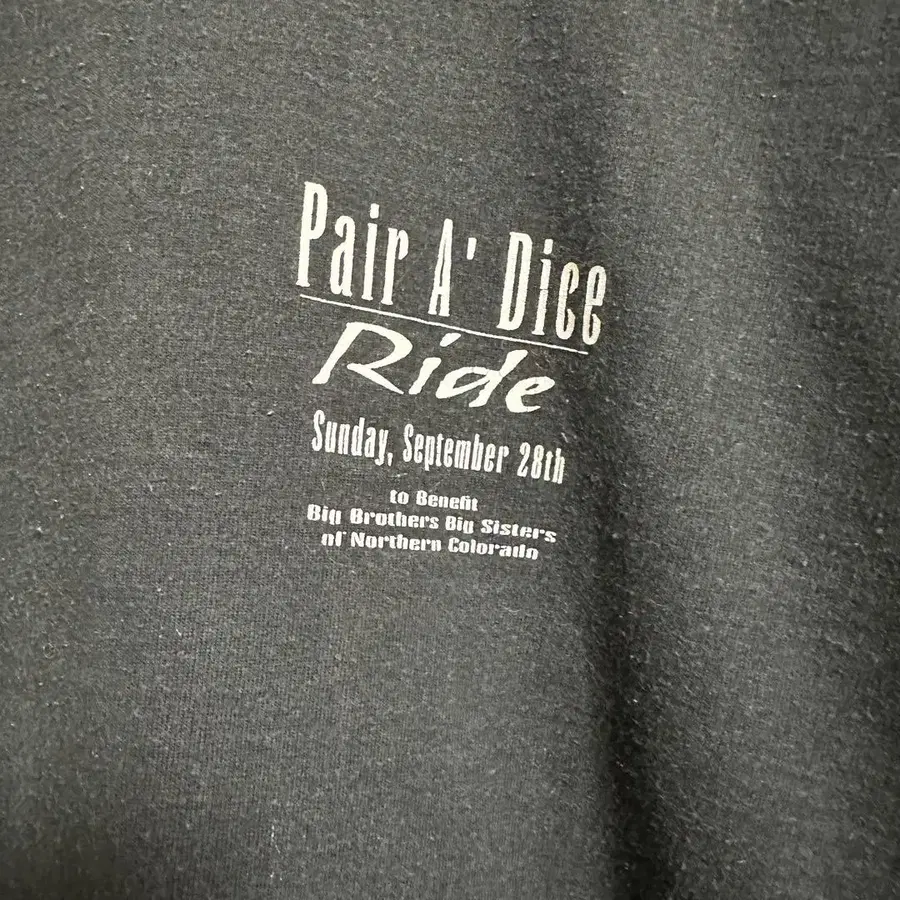 Pair A' Dice
Ride
Sunday, September 28th
to Benefit
Big Brothers Big Sisters
of Northern Colorado